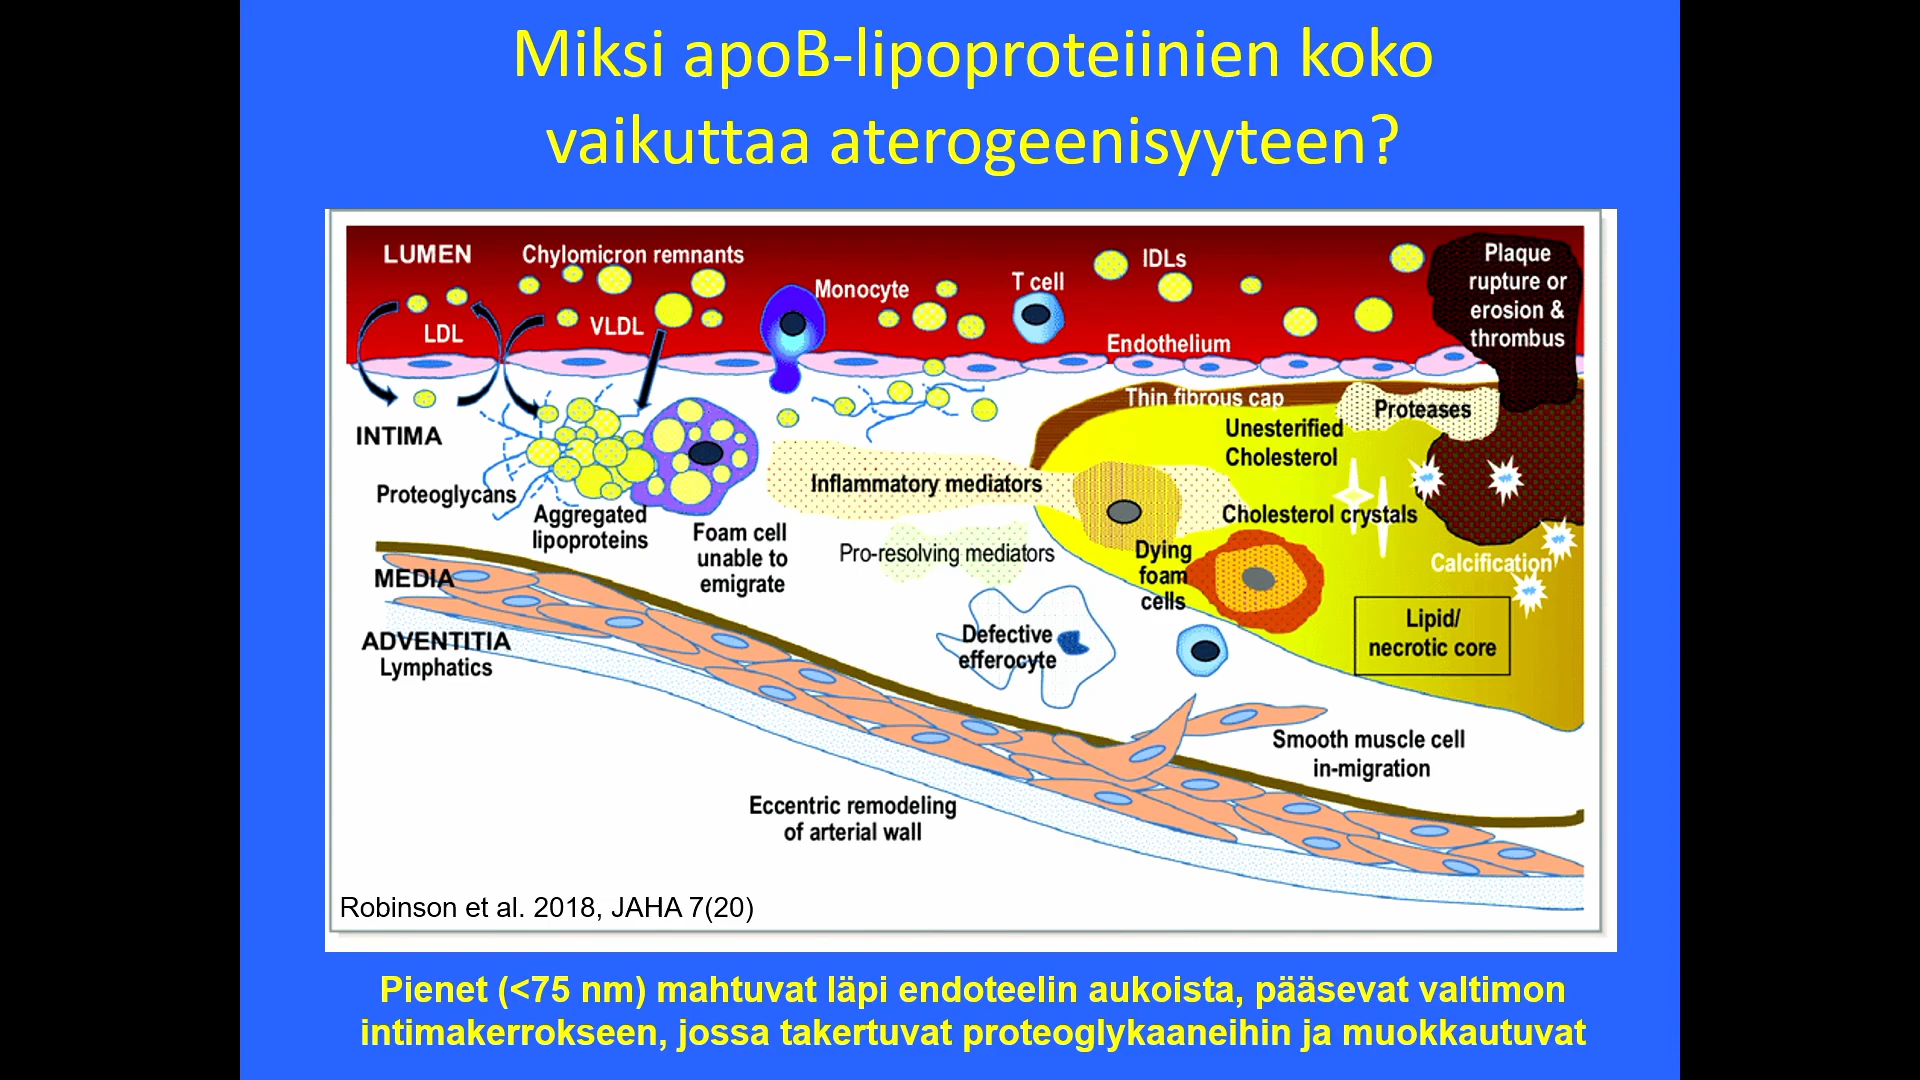 Miksi apoB-lipoproteiinien koko
vaikuttaa aterogeenisyyteen?
LUMEN
Chylomicron remnants
LDL
VLDL
Monocyte
T cell
IDLs
Endothelium
Plaque
rupture or
erosion &
thrombus
INTIMA
Proteoglycans
Aggregated
lipoproteins
Foam cell
unable to
emigrate
Inflammatory mediators
Pro-resolving mediators
Thin fibrous cap
Unesterified
Cholesterol
Proteases
Cholesterol crystals
Calcification
Dying
foam
cells
Lipid/
necrotic core
Defective
efferocyte
MEDIA
ADVENTITIA
Lymphatics
Smooth muscle cell
in-migration
Eccentric remodeling
of arterial wall
Robinson et al. 2018, JAHA 7(20)
Pienet (<75 nm) mahtuvat läpi endoteelin aukoista, pääsevat valtimon
intimakerrokseen, jossa takertuvat proteoglykaaneihin ja muokkautuvat